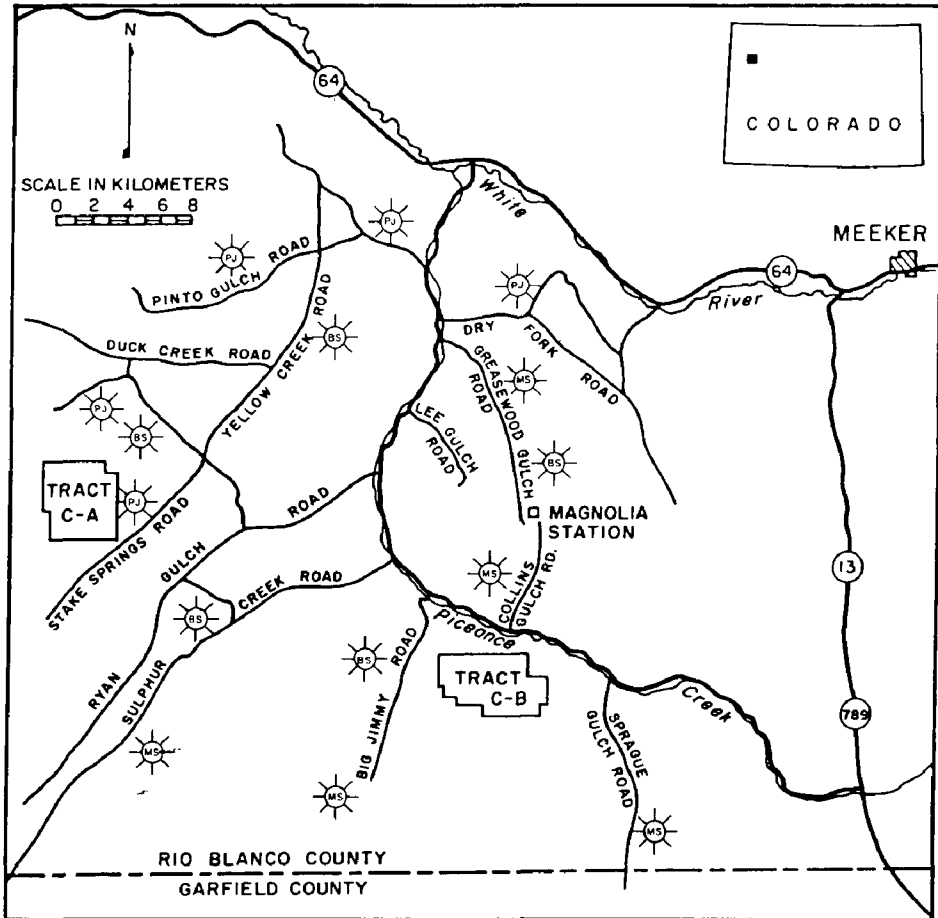 N
64
COLORADO
SCALE IN KILOMETERS
0 2 4 6 8
White
River
MEEKER
64
PJ
PJ
PINTO GULCH ROAD
PJ
DRY FORK ROAD
DUCK CREEK ROAD
YELLOW CREEK ROAD
BS
GREASEWOOD GULCH ROAD
MS
PJ
BS
LEE GULCH ROAD
BS
TRACT
C-A
PJ
MAGNOLIA
STATION
STAKE SPRINGS ROAD
RYAN GULCH ROAD
MS
COLLINS
GULCH RD.
13
SULPHUR CREEK ROAD
BS
Piceance Creek
BS
BIG JIMMY ROAD
TRACT
C-B
SPRAGUE
GULCH ROAD
789
MS
MS
MS
RIO BLANCO COUNTY
GARFIELD COUNTY